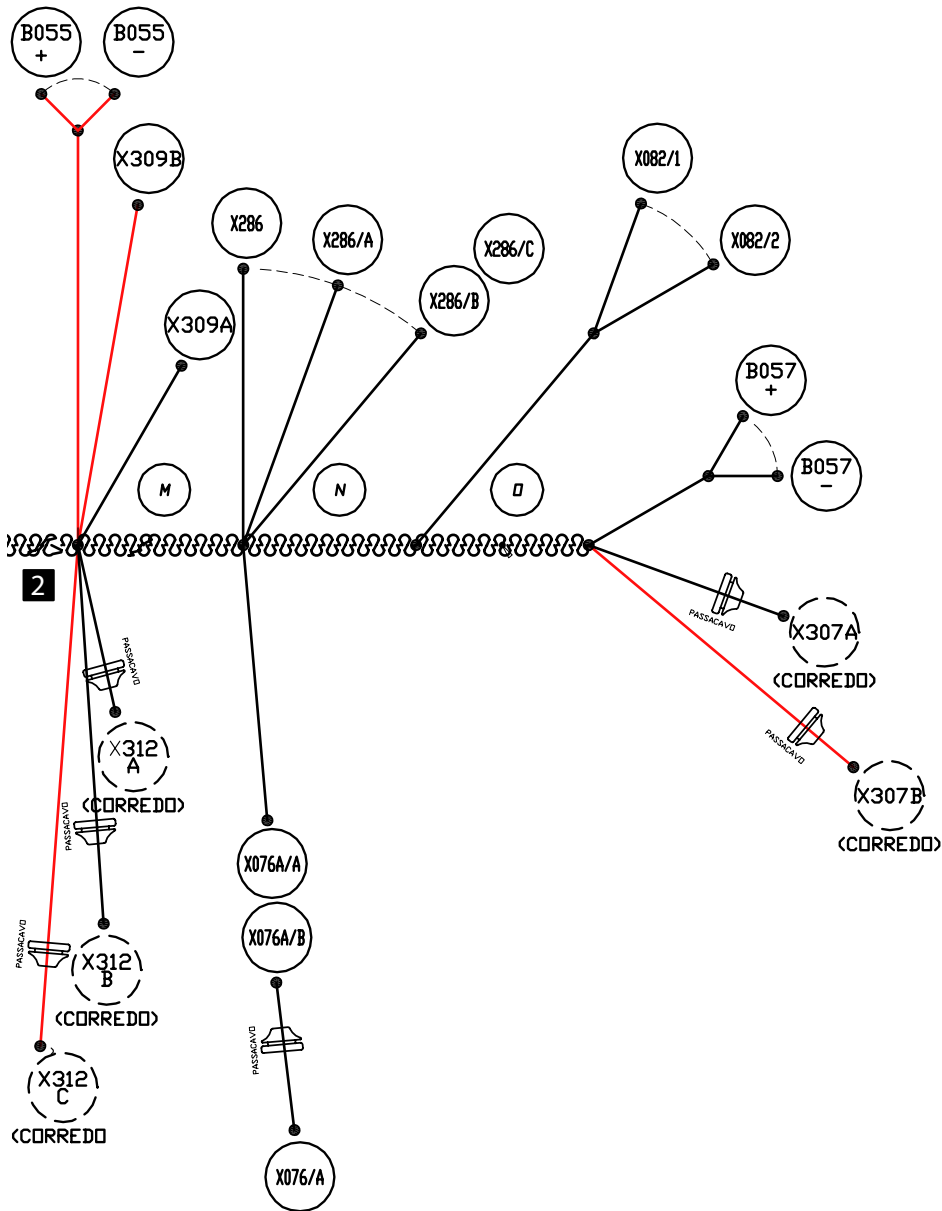 B055
+
B055
-
X309B
X082/1
X286
X286/A
X286/C
X082/2
X286/B
X309A
B057
+
B057
-
M
N
O
2
PASSACAVO
X307A
(CORREDO)
PASSACAVO
X312
A
(CORREDO)
PASSACAVO
X307B
(CORREDO)
PASSACAVO
X076A/A
X076A/B
PASSACAVO
X312
B
(CORREDO)
PASSACAVO
X312
C
(CORREDO
X076/A